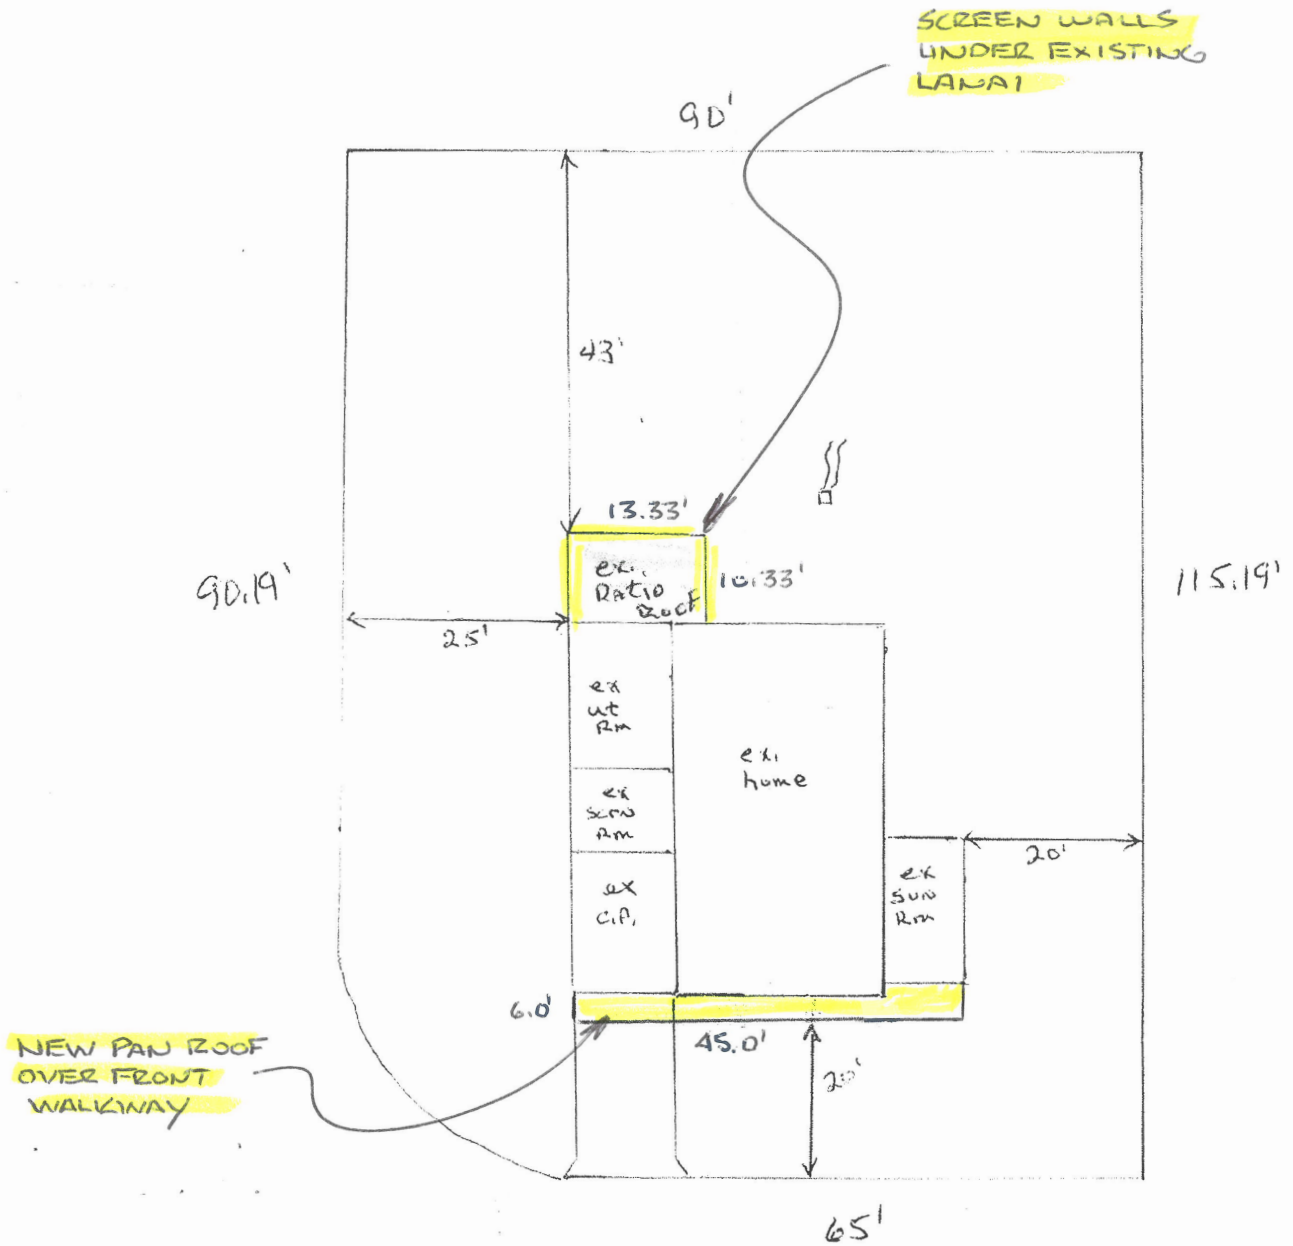 SCREEN WALLS
UNDER EXISTING
LANAI
90'
43'
13.33'
ex.
Patio
Roof
10.33'
90.19'
115.19'
25'
ex
ut
Rm
ex.
home
ex
scrn
Rm
20'
ex
sun
Rm
ex
C.P.
6.0'
45.0'
NEW PAN ROOF
OVER FRONT
WALKWAY
20'
65'